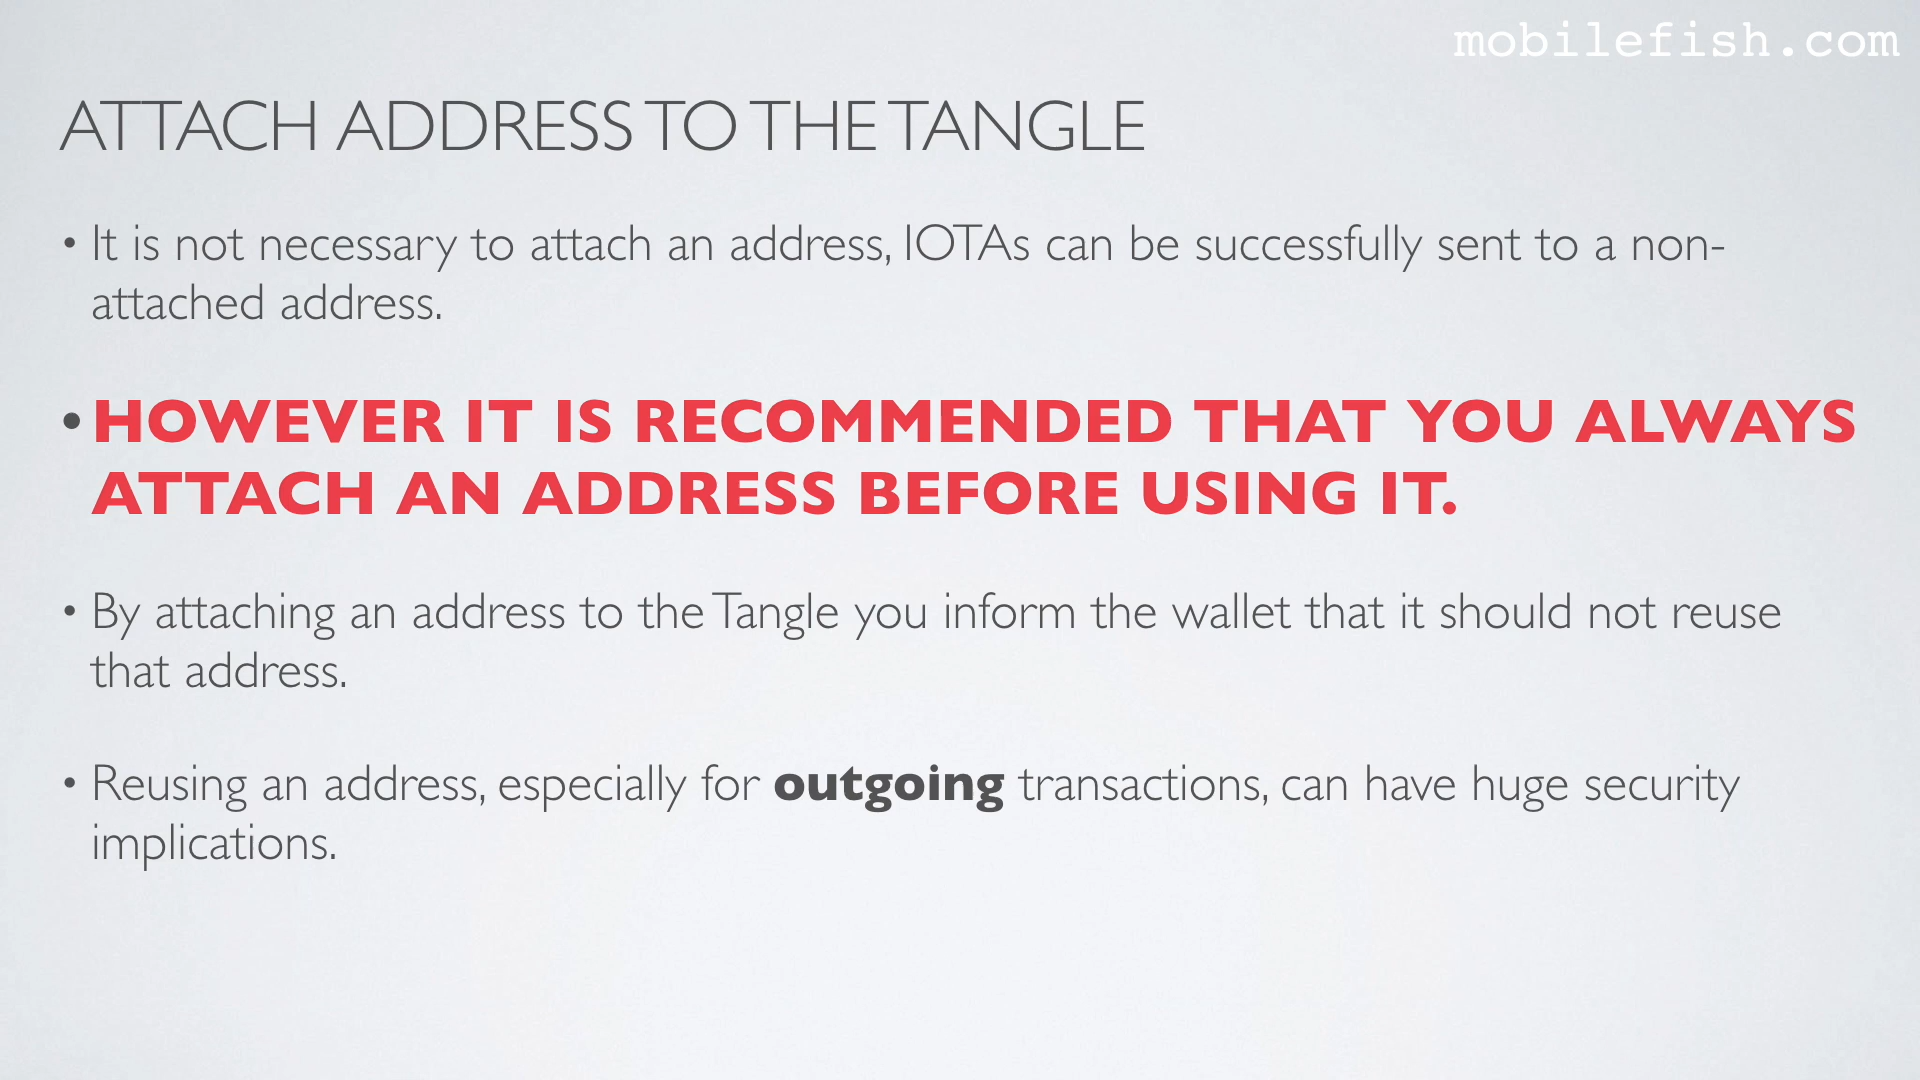 mobilefish.com
ATTACH ADDRESS TO THE TANGLE
• It is not necessary to attach an address, IOTAs can be successfully sent to a non-
attached address.
• HOWEVER IT IS RECOMMENDED THAT YOU ALWAYS
ATTACH AN ADDRESS BEFORE USING IT.
• By attaching an address to the Tangle you inform the wallet that it should not reuse
that address.
• Reusing an address, especially for outgoing transactions, can have huge security
implications.